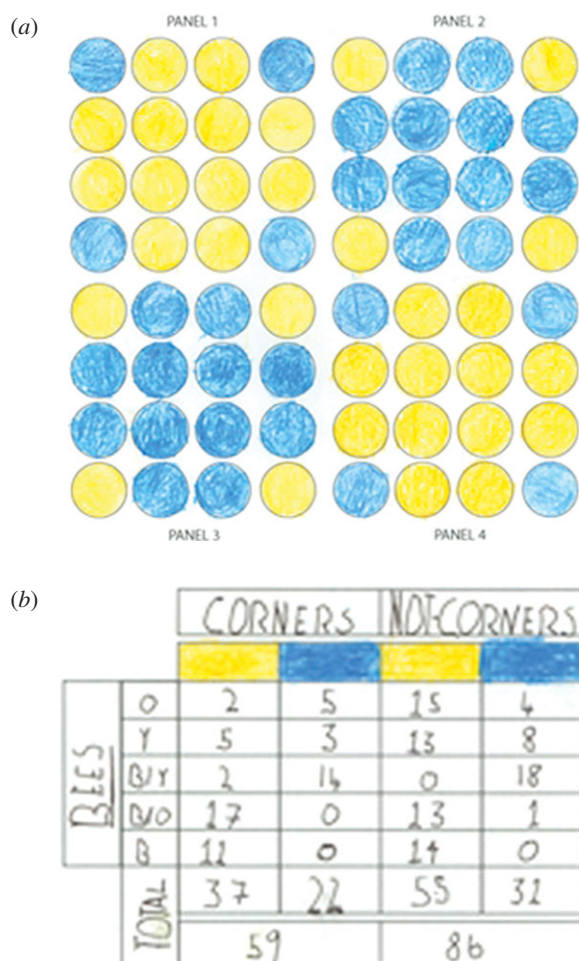 (a)
PANEL 1 PANEL 2
PANEL 3 PANEL 4
(b)
CORNERS NOT-CORNERS
BEES
O 2 5 15 4
Y 5 3 13 8
B/Y 2 14 0 18
B/O 17 0 13 1
B 11 0 14 0
TOTAL 37 22 55 31
59 86